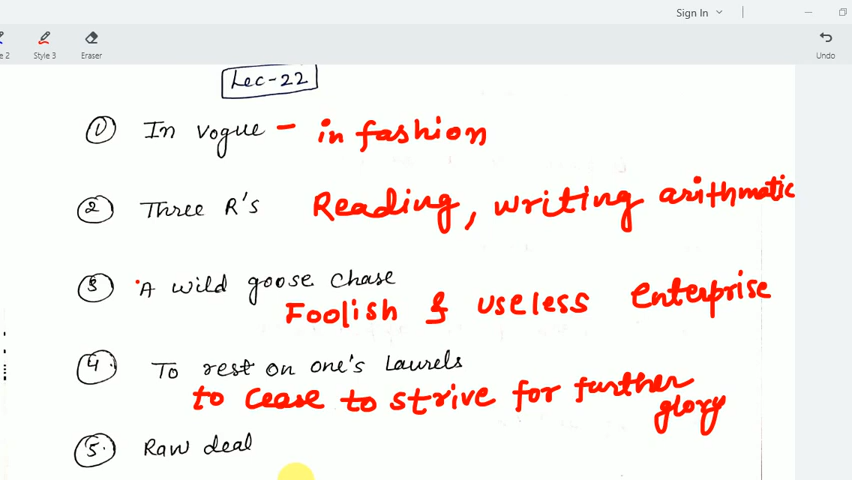 Sign In
e 2 Style 3 Eraser Undo
Lec-22
1) In vogue - in fashion
2 Three R's Reading, writing arithmatic
3 A wild goose chase
Foolish & useless enterprise
4. To rest on one's Laurels
to cease to strive for further
glory
5. Raw deal